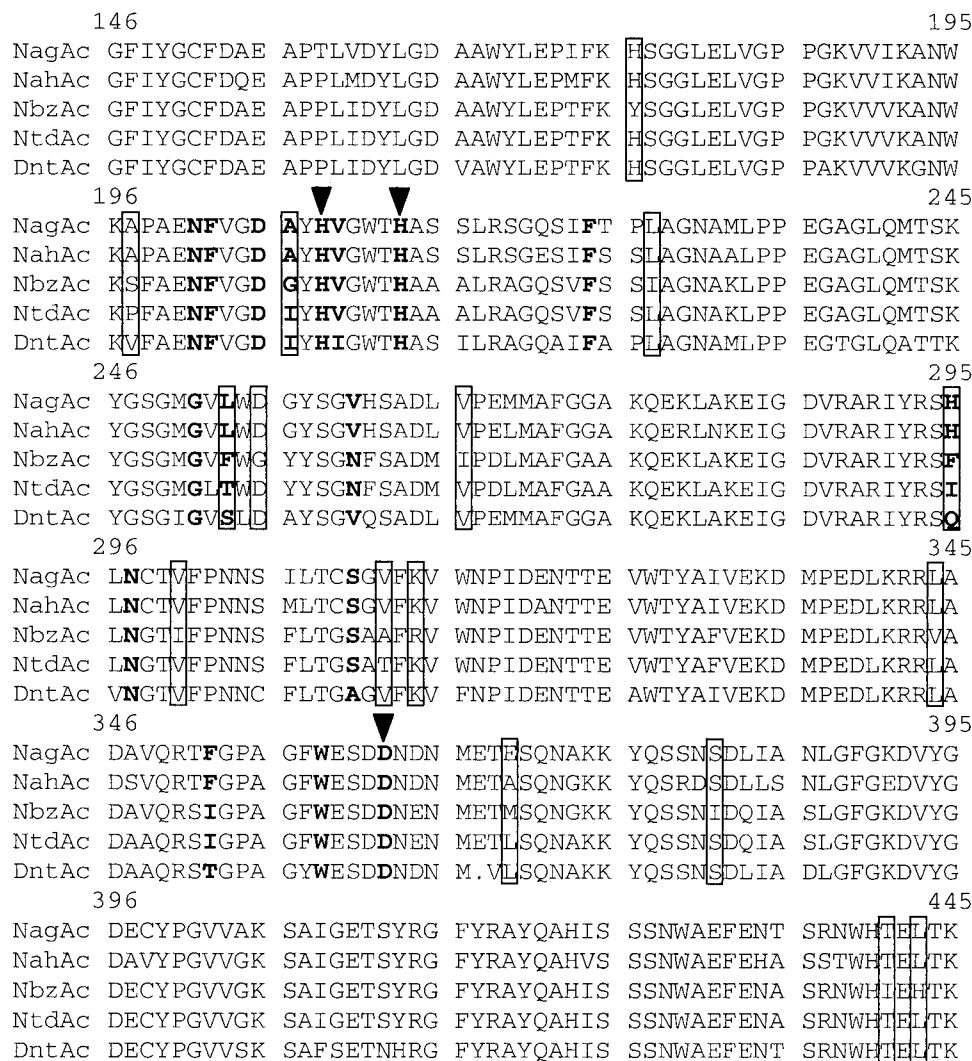 146 195
NagAc GFIYGCFDAE APTLVDYLGD AAWYLEPIFK HSGGLELVGP PGKVVIKANW
NahAc GFIYGCFDQE APPLMDYLGD AAWYLEPMFK HSGGLELVGP PGKVVIKANW
NbzAc GFIYGCFDAE APPLIDYLGD AAWYLEPTFK YSGGLELVGP PGKVVVKANW
NtdAc GFIYGCFDAE APPLIDYLGD AAWYLEPTFK HSGGLELVGP PGKVVVKANW
DntAc GFIYGCFDAE APPLIDYLGD VAWYLEPTFK HSGGLELVGP PAKVVVKGNW
196 245
NagAc KAPAENFVGD AYHVGWTHAS SLRSGQSIFT PLAGNAMLPP EGAGLQMTSK
NahAc KAPAENFVGD AYHVGWTHAS SLRSGESIFS SLAGNAALPP EGAGLQMTSK
NbzAc KSFAENFVGD GYHVGWTHAA ALRAGQSVFS SIAGNAKLPP EGAGLQMTSK
NtdAc KPFAENFVGD IYHVGWTHAA ALRAGQSVFS SLAGNAKLPP EGAGLQMTSK
DntAc KVFAENFVGD IYHIGWTHAS ILRAGQAIFA PLAGNAMLPP EGTGLQATTK
246 295
NagAc YGSGMGVLWD GYSGVHSADL VPEMMAFGGA KQEKLAKEIG DVRARIYRSH
NahAc YGSGMGVLWD GYSGVHSADL VPELMAFGGA KQERLNKEIG DVRARIYRSH
NbzAc YGSGMGVFWG YYSGNFSADM IPDLMAFGAA KQEKLAKEIG DVRARIYRSF
NtdAc YGSGMGLTWD YYSGNFSADM VPDLMAFGAA KQEKLAKEIG DVRARIYRSI
DntAc YGSGIGVSLD AYSGVQSADL VPEMMAFGGA KQEKLAKEIG DVRARIYRSQ
296 345
NagAc LNCTVFPNNS ILTCSGVFKV WNPIDENTTE VWTYAIVEKD MPEDLKRRLA
NahAc LNCTVFPNNS MLTCSGVFKV WNPIDANTTE VWTYAIVEKD MPEDLKRRLA
NbzAc LNGTIFPNNS FLTGSAAFRV WNPIDENTTE VWTYAFVEKD MPEDLKRRVA
NtdAc LNGTVFPNNS FLTGSATFKV WNPIDENTTE VWTYAFVEKD MPEDLKRRLA
DntAc VNGTVFPNNC FLTGAGVFKV FNPIDENTTE AWTYAIVEKD MPEDLKRRLA
346 395
NagAc DAVQRTFGPA GFWESDDNDN METESQNAKK YQSSNSDLIA NLGFGKDVYG
NahAc DSVQRTFGPA GFWESDDNDN METASQNGKK YQSRDSDLLS NLGFGEDVYG
NbzAc DAVQRSIGPA GFWESDDNEN METMSQNGKK YQSSNIDQIA SLGFGKDVYG
NtdAc DAAQRSIGPA GFWESDDNEN METLSQNAKK YQSSNSDQIA SLGFGKDVYG
DntAc DAAQRSTGPA GYWESDDNDN M.VLSQNAKK YQSSNSDLIA DLGFGKDVYG
396 445
NagAc DECYPGVVAK SAIGETSYRG FYRAYQAHIS SSNWAEFENT SRNWHTELTK
NahAc DAVYPGVVGK SAIGETSYRG FYRAYQAHVS SSNWAEFEHA SSTWHTELTK
NbzAc DECYPGVVGK SAIGETSYRG FYRAYQAHIS SSNWAEFENA SRNWHIEHTK
NtdAc DECYPGVVGK SAIGETSYRG FYRAYQAHIS SSNWAEFENA SRNWHTELTK
DntAc DECYPGVVSK SAFSETNHRG FYRAYQAHIS SSNWAEFENT SRNWHTELTK